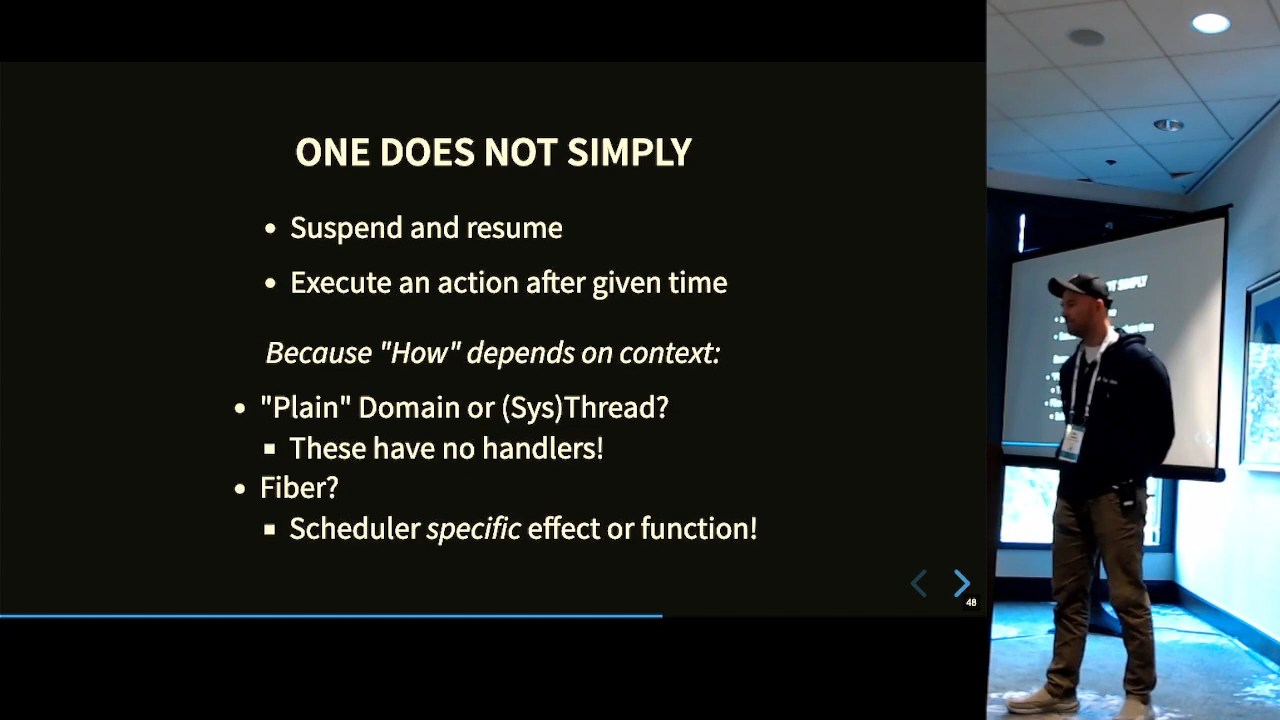 ONE DOES NOT SIMPLY
• Suspend and resume
• Execute an action after given time
Because "How" depends on context:
• "Plain" Domain or (Sys)Thread?
▪ These have no handlers!
• Fiber?
▪ Scheduler specific effect or function!
48